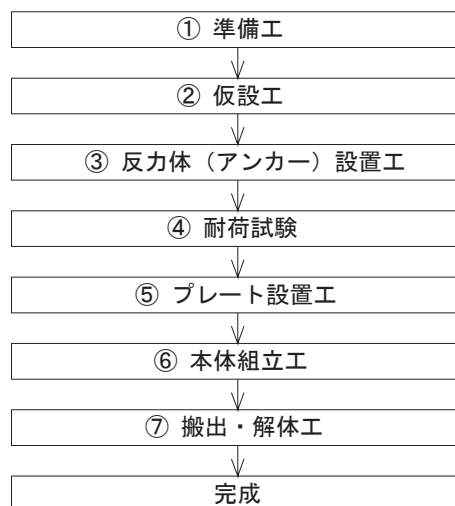 ① 準備工
② 仮設工
③ 反力体（アンカー）設置工
④ 耐荷試験
⑤ プレート設置工
⑥ 本体組立工
⑦ 搬出・解体工
完成